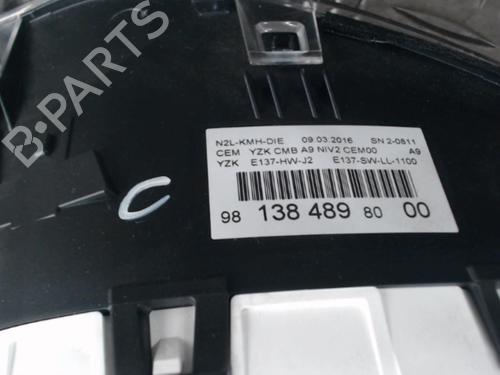 N2L-KMH-DIE 09.03.2016 SN 2-0811
CEM YZK CMB A9 NIV2 CEM00 A9
YZK E137-HW-J2 E137-SW-LL-1100
98 138 489 80 00
C
B-PARTS